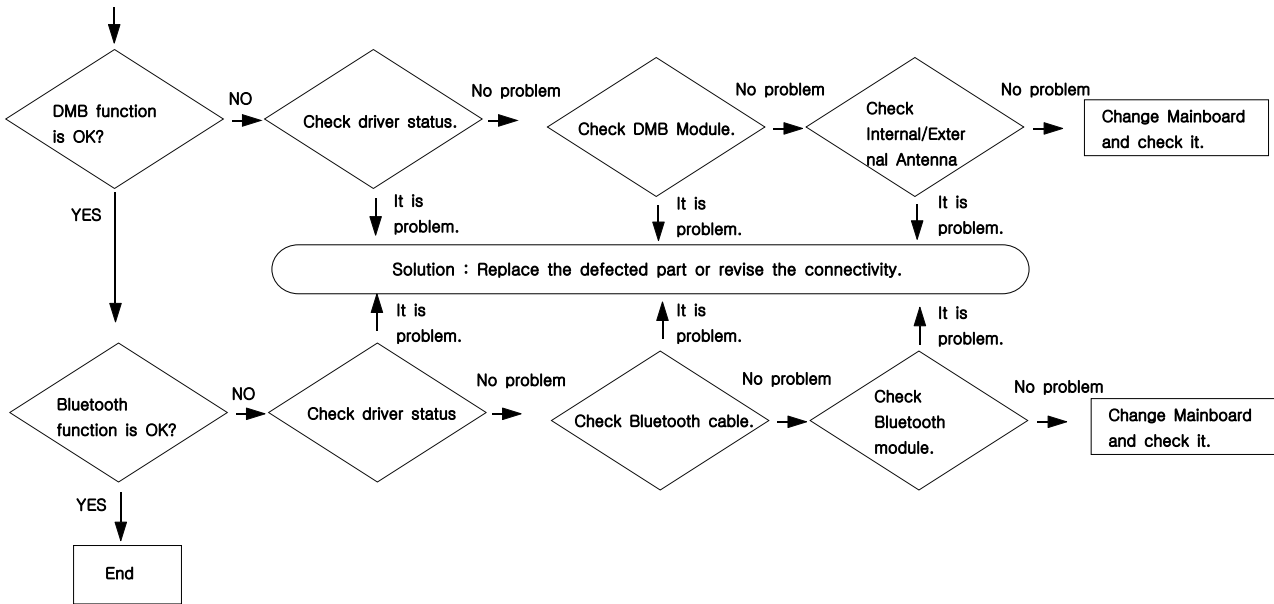 DMB function
is OK?
NO
Check driver status.
No problem
Check DMB Module.
No problem
Check
Internal/Exter
nal Antenna
No problem
Change Mainboard
and check it.
YES
It is
problem.
It is
problem.
It is
problem.
Solution : Replace the defected part or revise the connectivity.
It is
problem.
It is
problem.
It is
problem.
Bluetooth
function is OK?
NO
Check driver status
No problem
Check Bluetooth cable.
No problem
Check
Bluetooth
module.
No problem
Change Mainboard
and check it.
YES
End